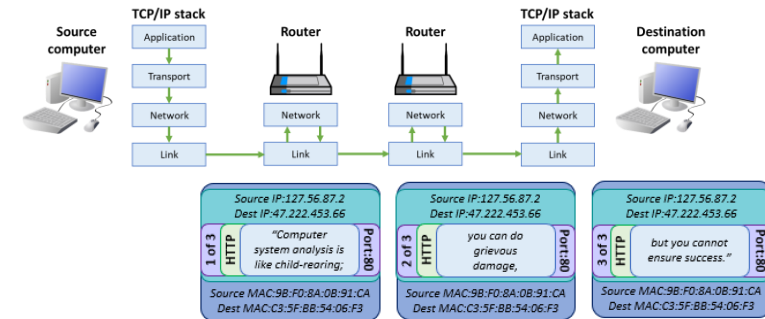 TCP/IP stack
TCP/IP stack
Source
computer
Application
Router
Router
Application
Destination
computer
Transport
Transport
Network
Network
Network
Network
Link
Link
Link
Link
Source IP:127.56.87.2
Dest IP:47.222.453.66
1 of 3
HTTP
"Computer
system analysis is
like child-rearing;
Port:80
Source MAC:9B:F0:8A:0B:91:CA
Dest MAC:C3:5F:BB:54:06:F3
Source IP:127.56.87.2
Dest IP:47.222.453.66
2 of 3
HTTP
you can do
grievous
damage,
Port:80
Source MAC:9B:F0:8A:0B:91:CA
Dest MAC:C3:5F:BB:54:06:F3
Source IP:127.56.87.2
Dest IP:47.222.453.66
3 of 3
HTTP
but you cannot
ensure success."
Port:80
Source MAC:9B:F0:8A:0B:91:CA
Dest MAC:C3:5F:BB:54:06:F3